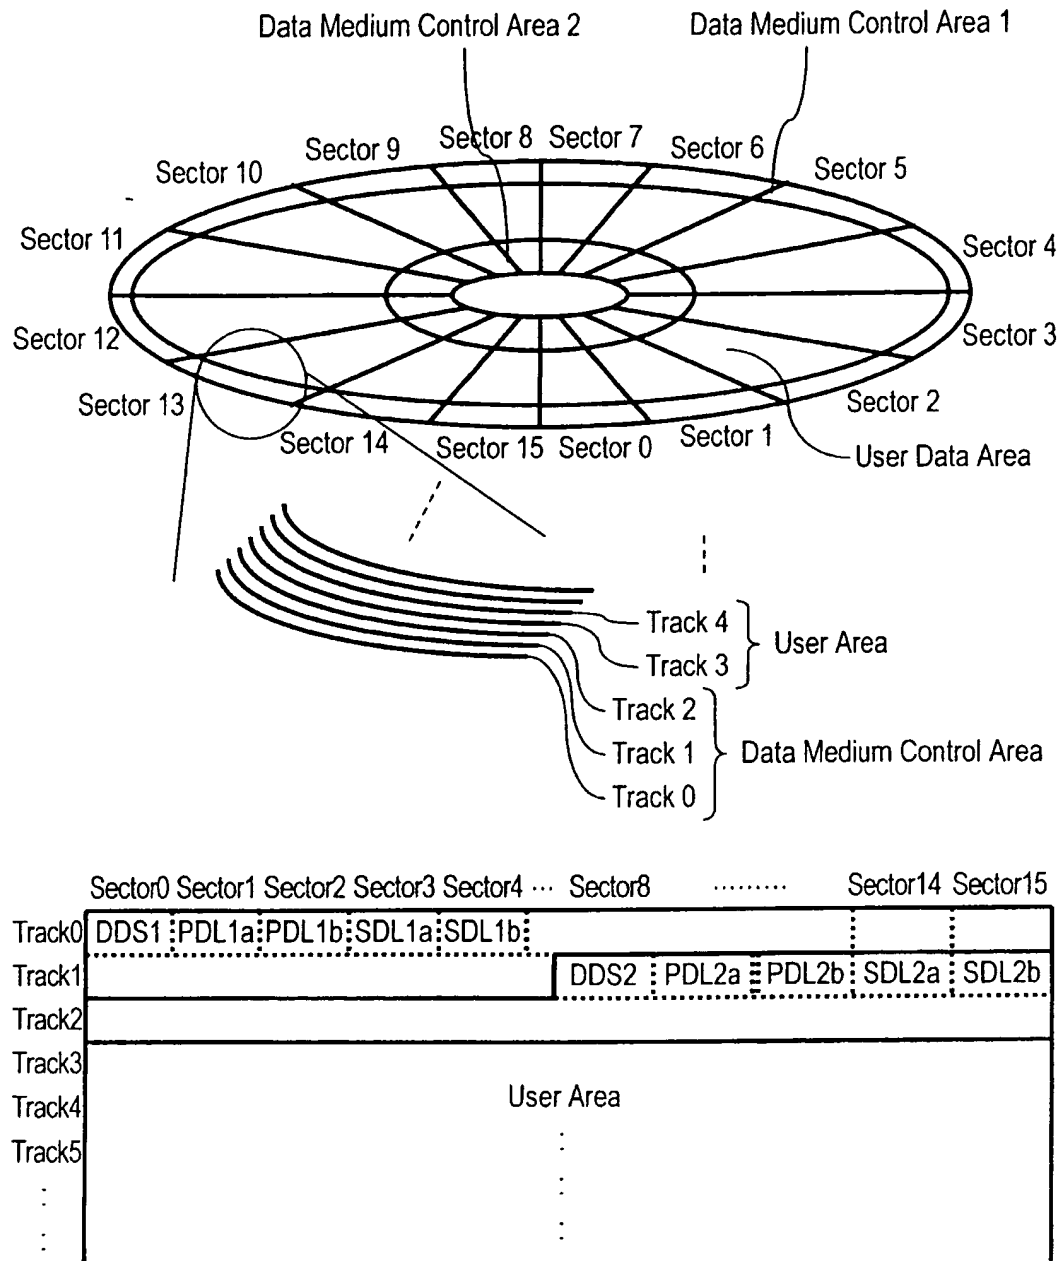 Data Medium Control Area 2
Data Medium Control Area 1
Sector 8
Sector 7
Sector 9
Sector 6
Sector 10
Sector 5
Sector 11
Sector 4
Sector 12
Sector 3
Sector 13
Sector 2
Sector 14
Sector 15
Sector 0
Sector 1
User Data Area
Track 4
Track 3
User Area
Track 2
Track 1
Track 0
Data Medium Control Area
Sector0 Sector1 Sector2 Sector3 Sector4 ... Sector8 ......... Sector14 Sector15
Track0 DDS1 PDL1a PDL1b SDL1a SDL1b
Track1 DDS2 PDL2a PDL2b SDL2a SDL2b
Track2
Track3
Track4 User Area
Track5